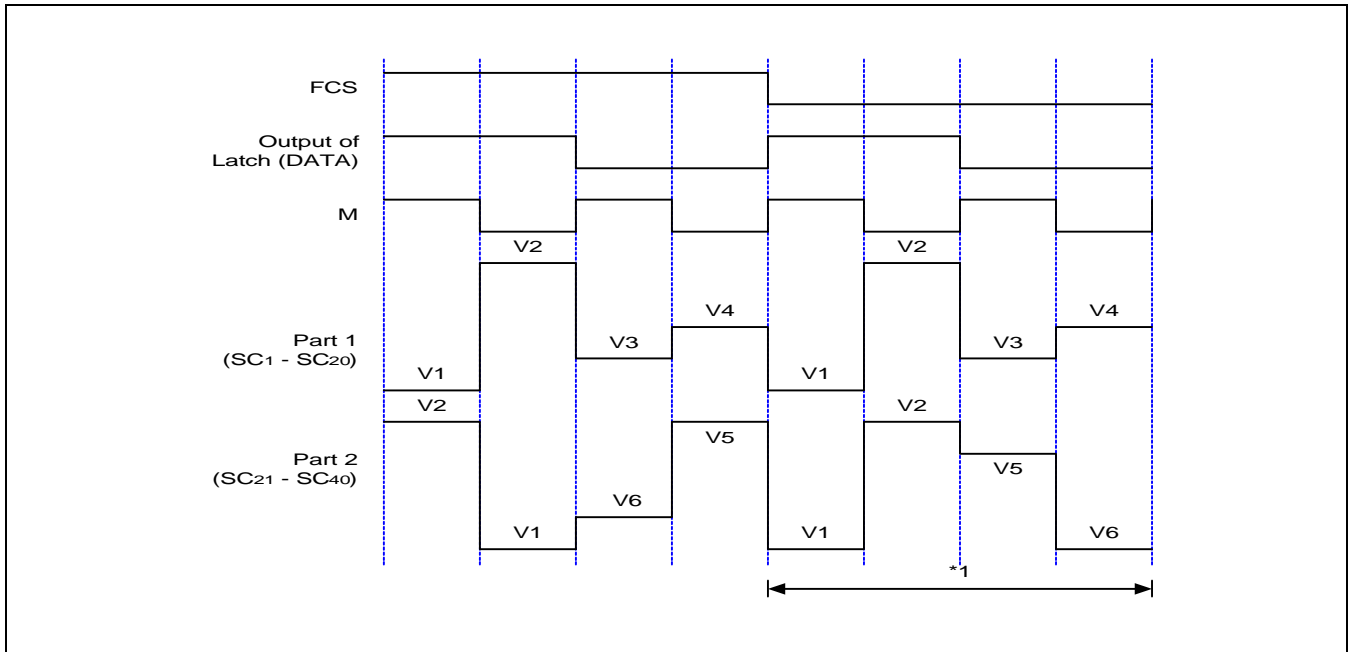 FCS
Output of
Latch (DATA)
M
V2
V2
V4
V4
Part 1
(SC1 - SC20)
V3
V3
V1
V1
V2
V2
V5
Part 2
(SC21 - SC40)
V5
V6
V1
V1
V6
*1